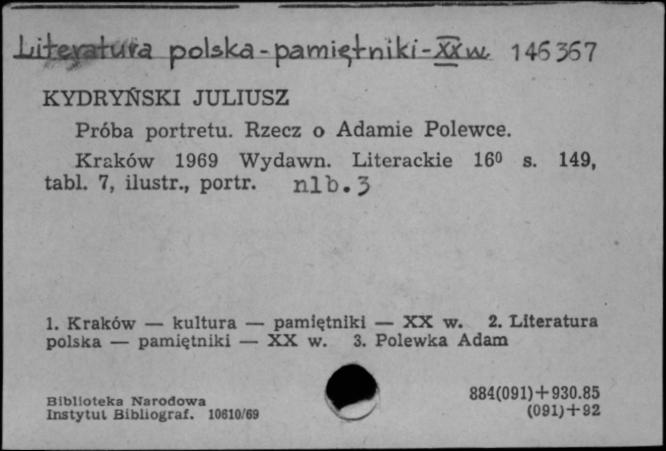 Literatura polska - pamiętniki - XX w. 146367
KYDRYŃSKI JULIUSZ
Próba portretu. Rzecz o Adamie Polewce.
Kraków 1969 Wydawn. Literackie 16⁰ s. 149,
tabl. 7, ilustr., portr. nlb. 3
1. Kraków — kultura — pamiętniki — XX w. 2. Literatura
polska — pamiętniki — XX w. 3. Polewka Adam
Biblioteka Narodowa
Instytut Bibliograf. 10610/69
884(091)+930.85
(091)+92